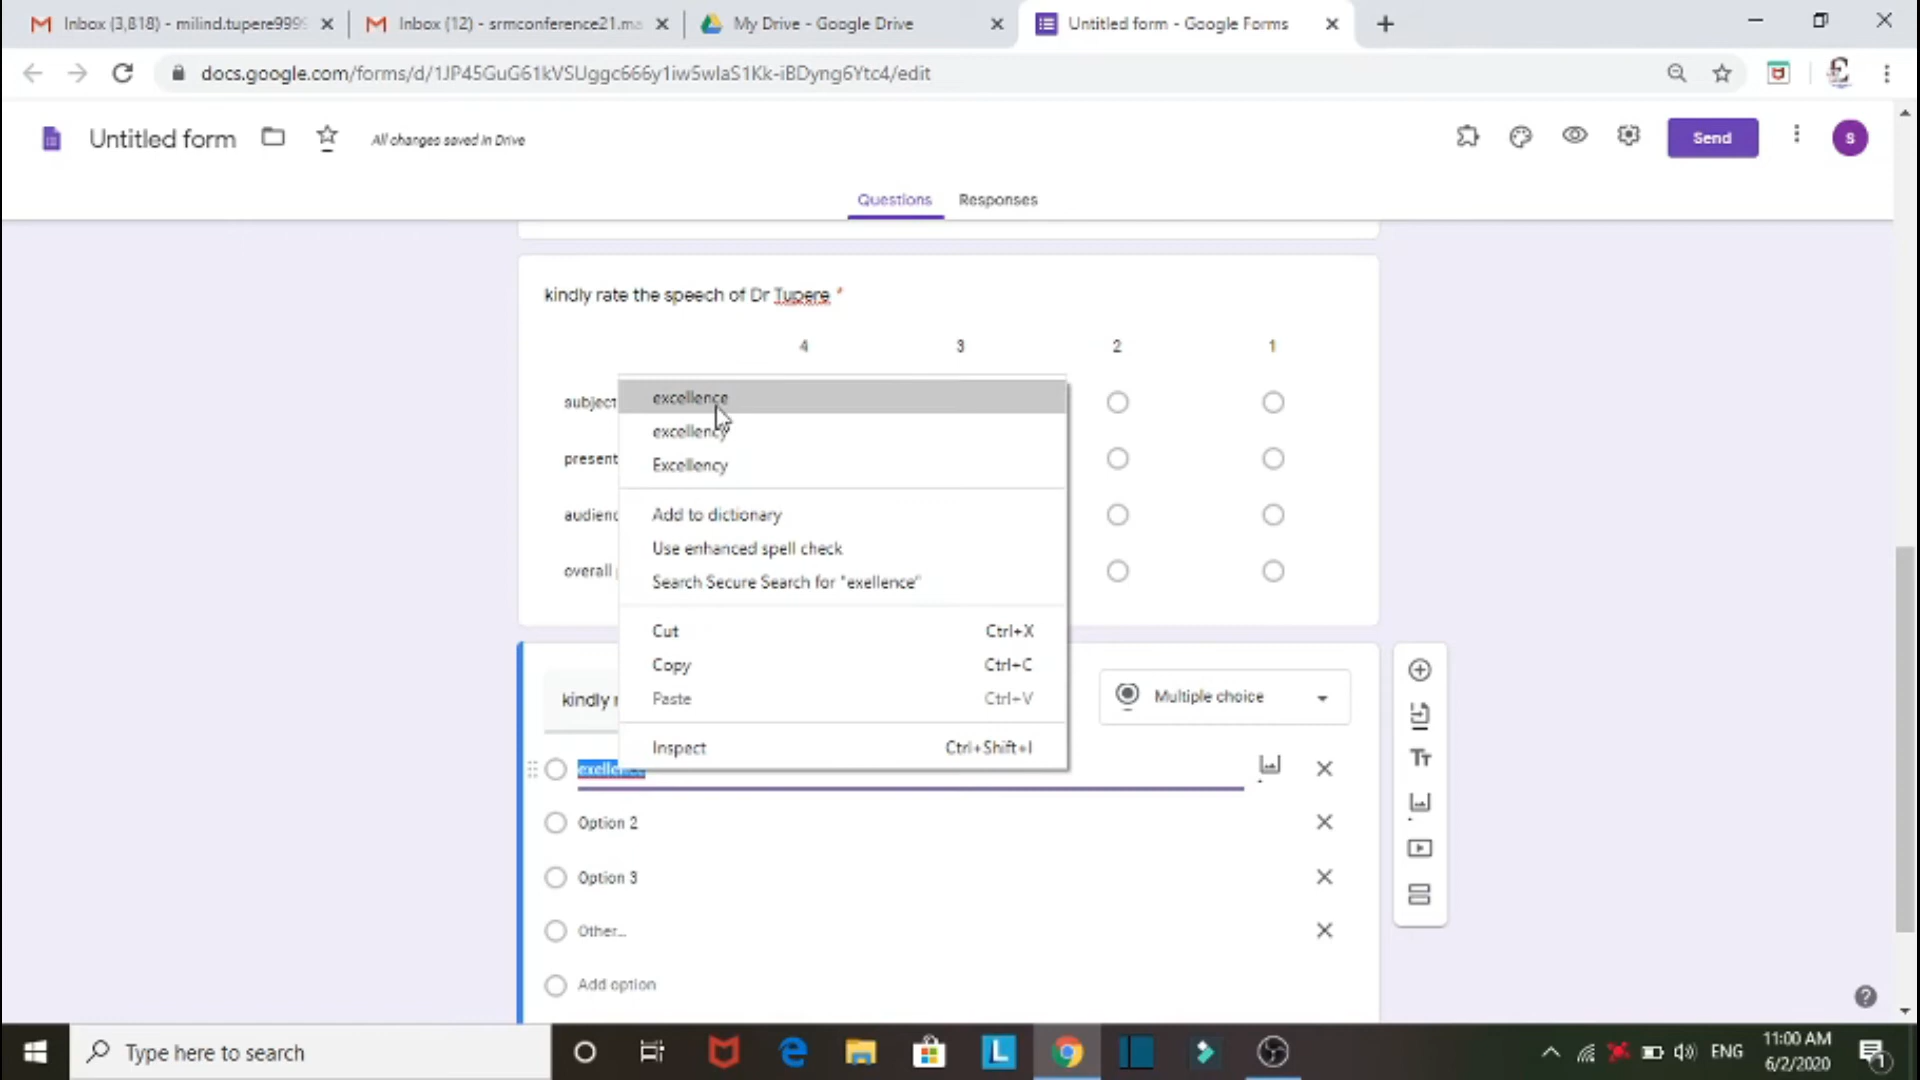 Inbox (3,818) - milind.tupere999
Inbox (12) - srmconference21.ma
My Drive - Google Drive
Untitled form - Google Forms
docs.google.com/forms/d/1JP45GuG61kVSUggc666y1iw5wlaS1Kk-iBDyng6Ytc4/edit
Untitled form
All changes saved in Drive
Send
S
Questions
Responses
kindly rate the speech of Dr Tupere *
4 3 2 1
subject
present
audienc
overall
excellence
excellency
Excellency
Add to dictionary
Use enhanced spell check
Search Secure Search for "exellence"
Cut Ctrl+X
Copy Ctrl+C
Paste Ctrl+V
Inspect Ctrl+Shift+I
kindly r
Multiple choice
exellence
Option 2
Option 3
Other...
Add option
Type here to search
ENG
11:00 AM
6/2/2020
1